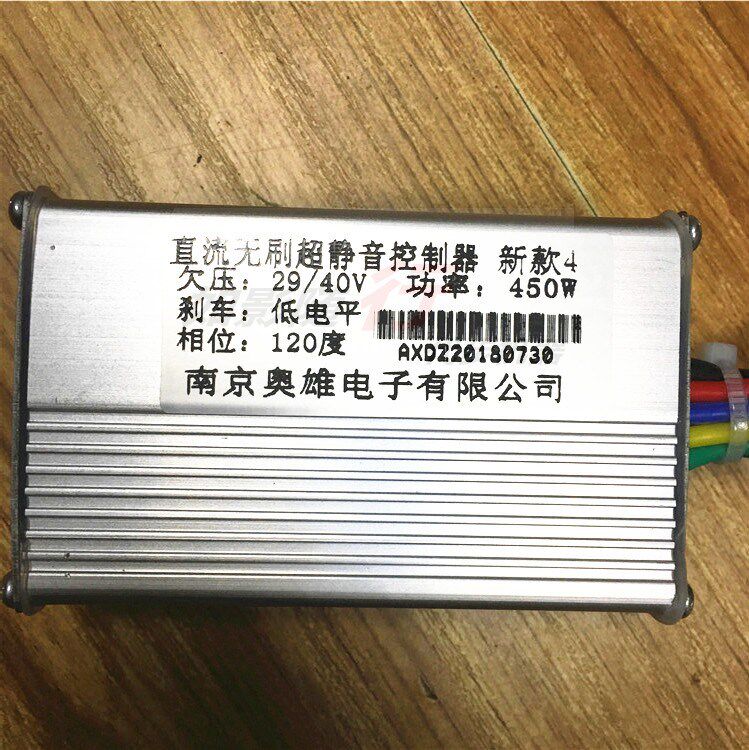 直流无刷超静音控制器 新款4
欠压: 29/40V 功率: 450W
刹车: 低电平
相位: 120度 AXDZ20180730
南京奥雄电子有限公司